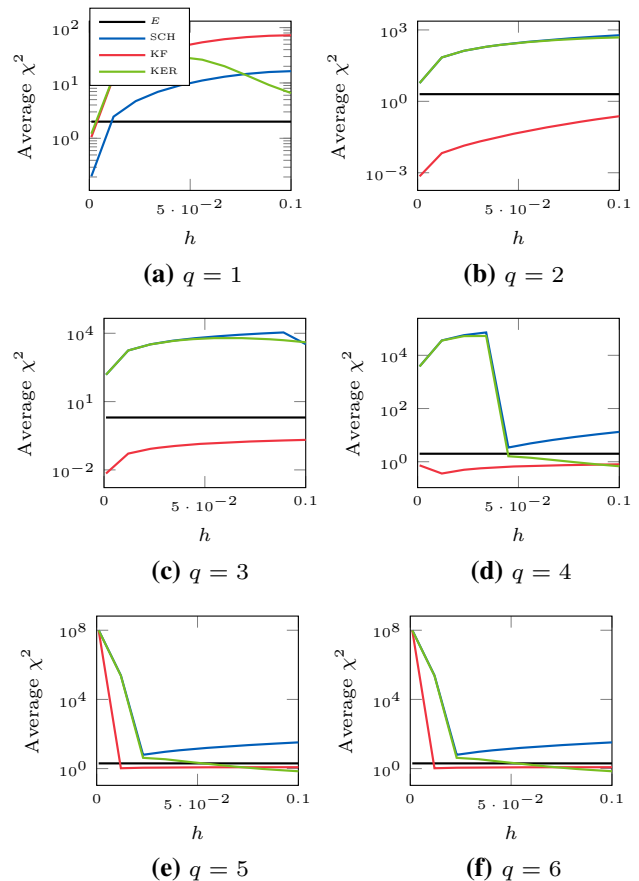 10²
10¹
10⁰
Average χ²
E
SCH
KF
KER
0
5 · 10⁻²
0.1
h
(a) q = 1
10³
10⁰
10⁻³
Average χ²
0
5 · 10⁻²
0.1
h
(b) q = 2
10⁴
10¹
10⁻²
Average χ²
0
5 · 10⁻²
0.1
h
(c) q = 3
10⁴
10²
10⁰
Average χ²
0
5 · 10⁻²
0.1
h
(d) q = 4
10⁸
10⁴
10⁰
Average χ²
0
5 · 10⁻²
0.1
h
(e) q = 5
10⁸
10⁴
10⁰
Average χ²
0
5 · 10⁻²
0.1
h
(f) q = 6